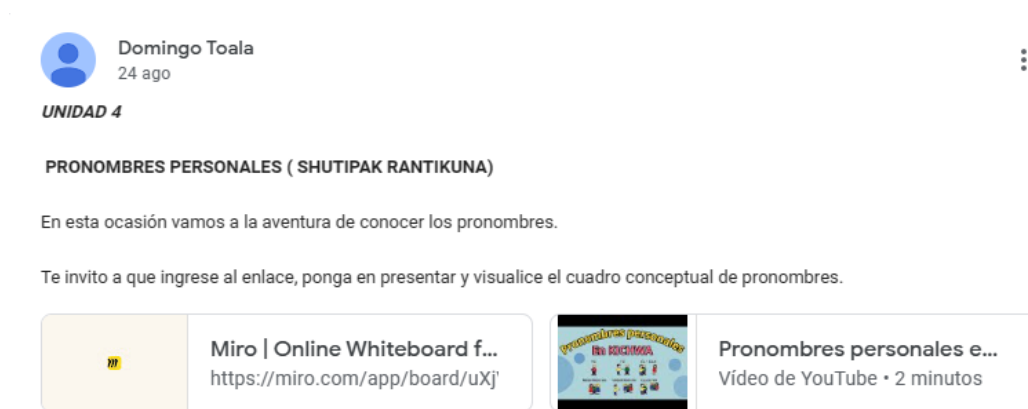 Domingo Toala
24 ago
UNIDAD 4
PRONOMBRES PERSONALES ( SHUTIPAK RANTIKUNA)
En esta ocasión vamos a la aventura de conocer los pronombres.
Te invito a que ingrese al enlace, ponga en presentar y visualice el cuadro conceptual de pronombres.
Miro | Online Whiteboard f...
https://miro.com/app/board/uXj
Pronombres personales
En KICHWA
Pronombres personales e...
Vídeo de YouTube • 2 minutos